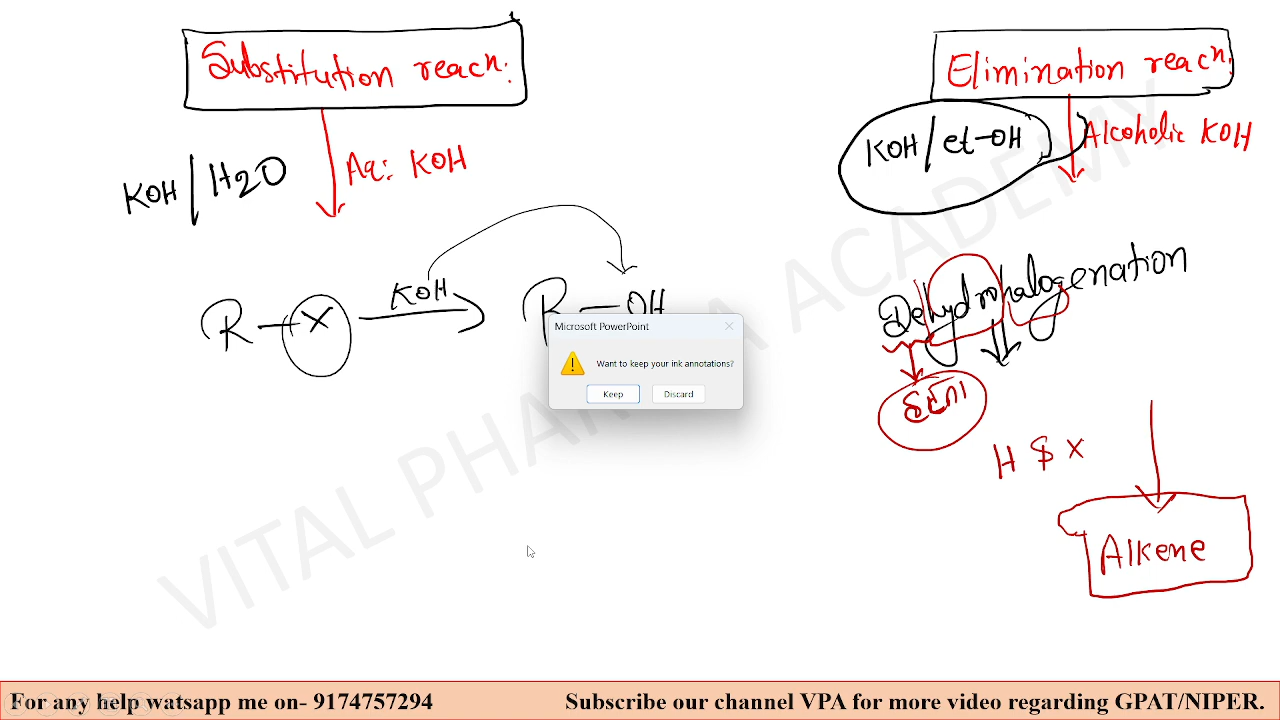 Substitution reacn:
Elimination reacn:
KOH/H2O
Aq: KOH
KOH/et-OH
Alcoholic KOH
R-X
KOH
R-OH
Dehydrohalogenation
H $ X
Alkene
Microsoft PowerPoint
Want to keep your ink annotations?
Keep
Discard
VITAL PHARMA ACADEMY
For any help watsapp me on- 9174757294
Subscribe our channel VPA for more video regarding GPAT/NIPER.